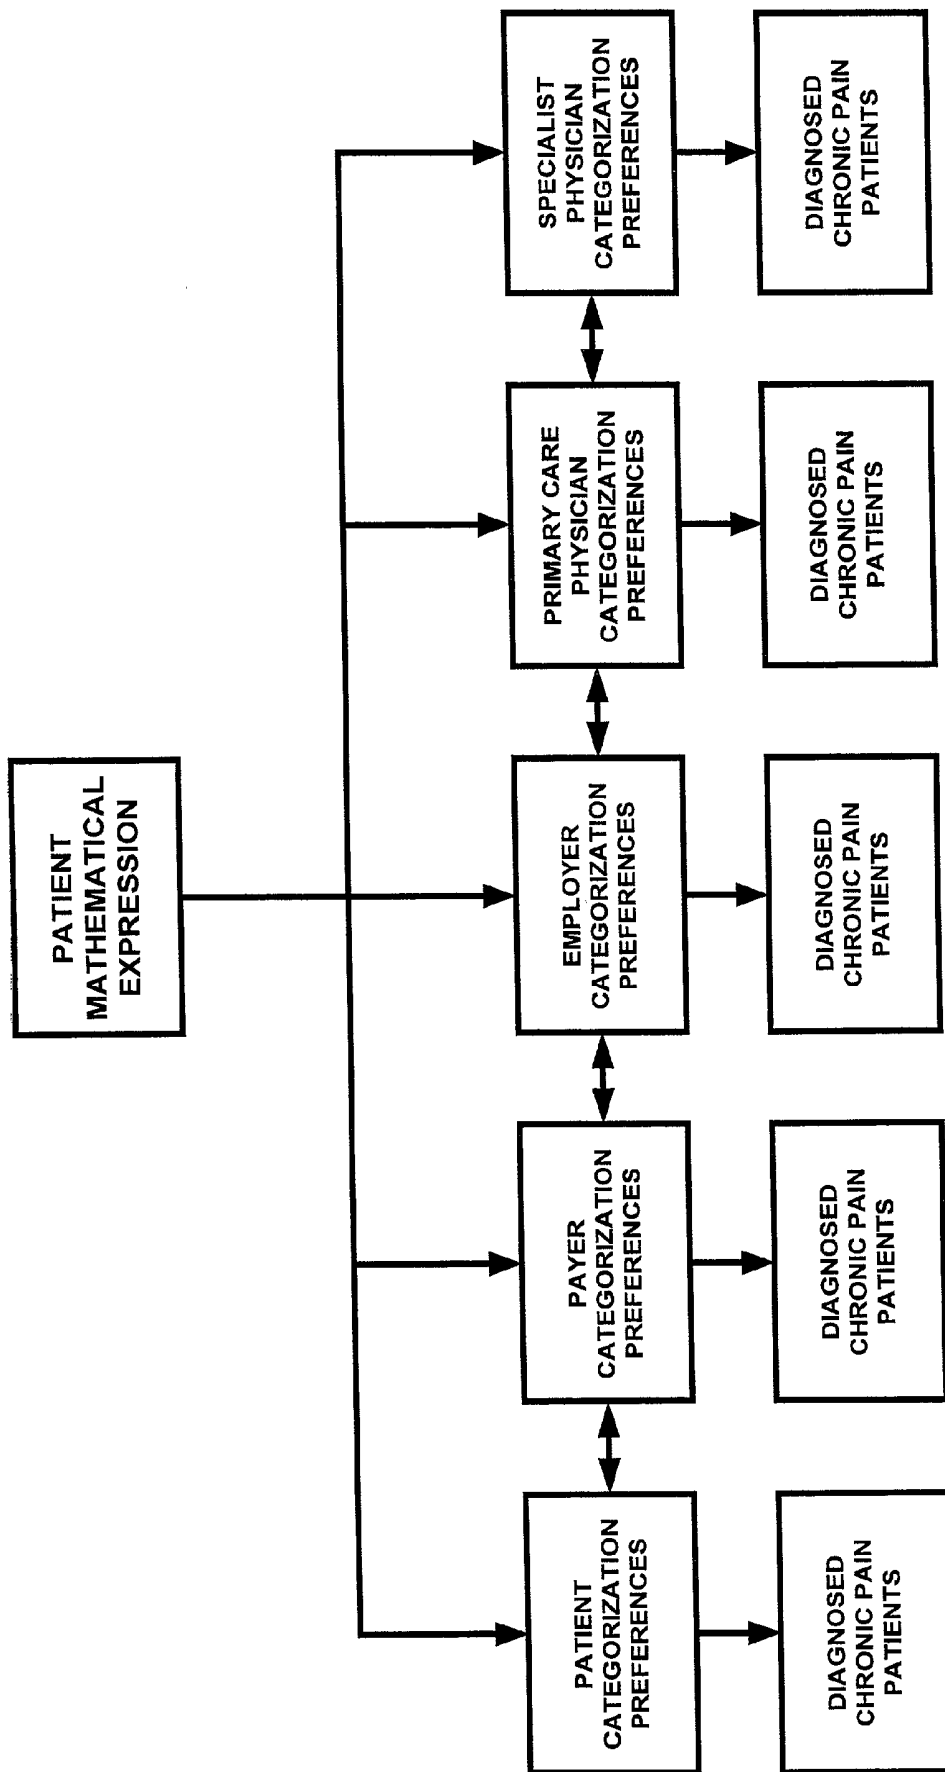 PATIENT
MATHEMATICAL
EXPRESSION
PATIENT
CATEGORIZATION
PREFERENCES
PAYER
CATEGORIZATION
PREFERENCES
EMPLOYER
CATEGORIZATION
PREFERENCES
PRIMARY CARE
PHYSICIAN
CATEGORIZATION
PREFERENCES
SPECIALIST
PHYSICIAN
CATEGORIZATION
PREFERENCES
DIAGNOSED
CHRONIC PAIN
PATIENTS
DIAGNOSED
CHRONIC PAIN
PATIENTS
DIAGNOSED
CHRONIC PAIN
PATIENTS
DIAGNOSED
CHRONIC PAIN
PATIENTS
DIAGNOSED
CHRONIC PAIN
PATIENTS